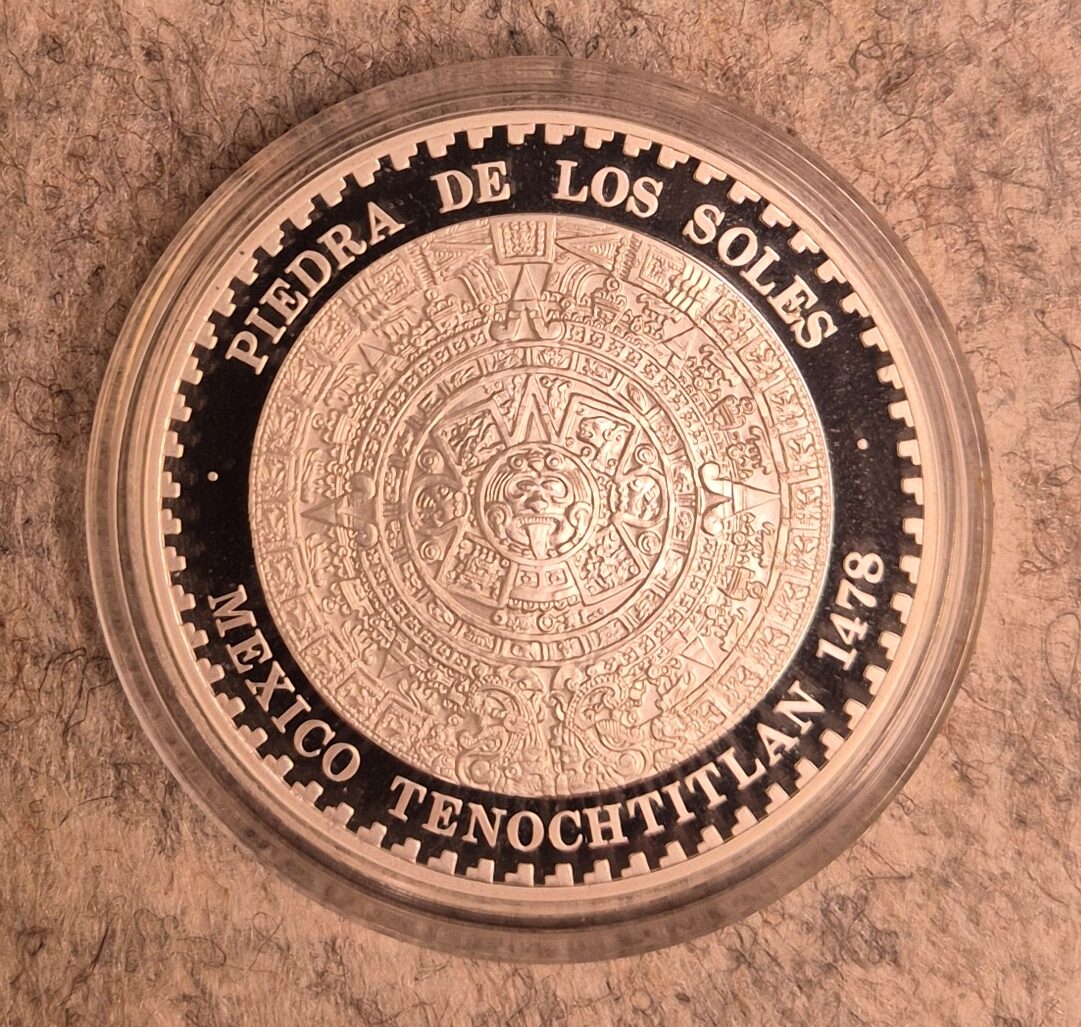 PIEDRA DE LOS SOLES
MEXICO TENOCHTITLAN 1478